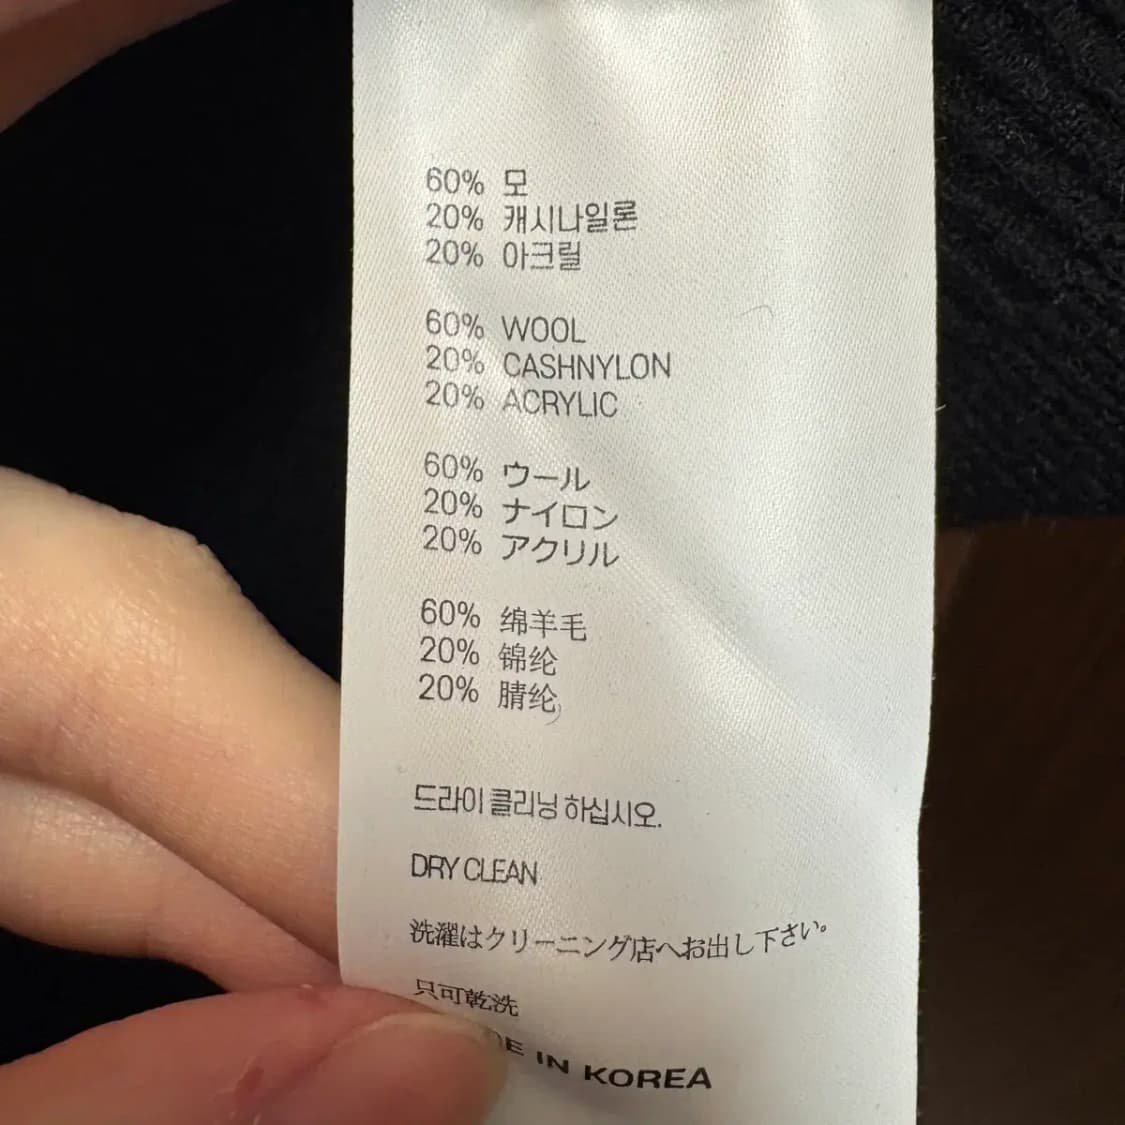 60% 모
20% 캐시나일론
20% 아크릴
60% WOOL
20% CASHNYLON
20% ACRYLIC
60% ウール
20% ナイロン
20% アクリル
60% 绵羊毛
20% 锦纶
20% 腈纶
드라이 클리닝 하십시오.
DRY CLEAN
洗濯はクリーニング店へお出し下さい。
只可乾洗
IN KOREA